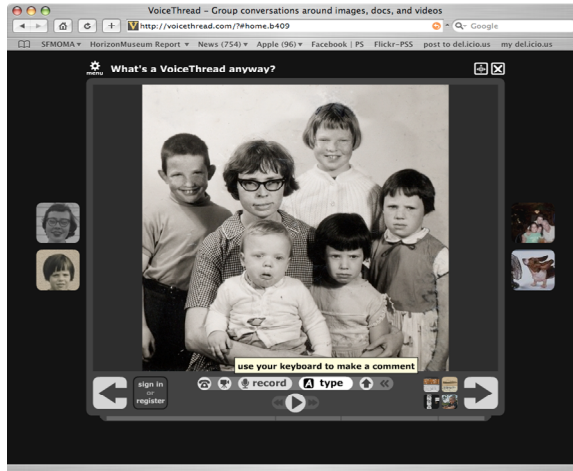 VoiceThread – Group conversations around images, docs, and videos
http://voicethread.com/?#home.b409
Google
SFMOMA HorizonMuseum Report News (754) Apple (96) Facebook | PS Flickr-PSS post to del.icio.us my del.icio.us
menu
What's a VoiceThread anyway?
use your keyboard to make a comment
sign in
or
register
record
A type